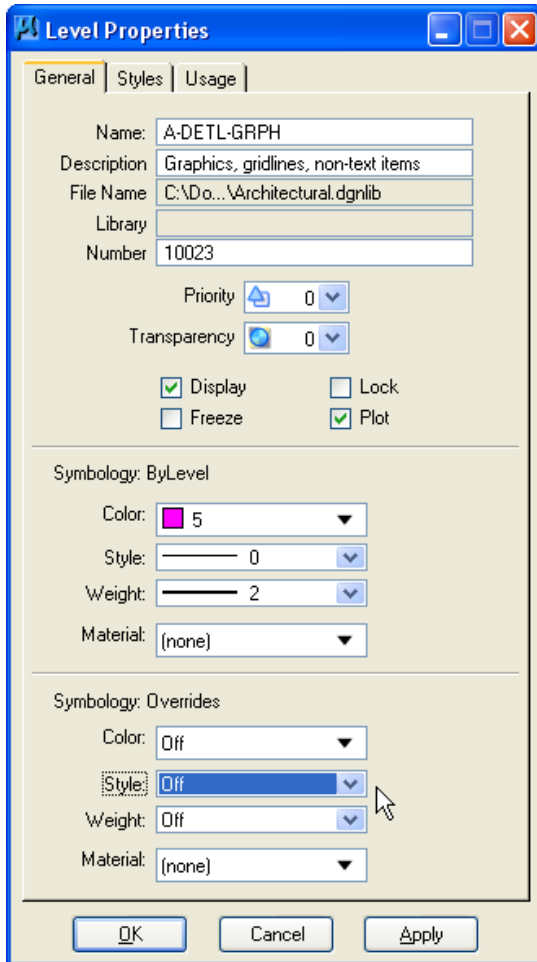 Level Properties
General Styles Usage
Name: A-DETL-GRPH
Description Graphics, gridlines, non-text items
File Name C:\Do...\Architectural.dgnlib
Library
Number 10023
Priority 0
Transparency 0
Display Lock
Freeze Plot
Symbology: ByLevel
Color: 5
Style: 0
Weight: 2
Material: (none)
Symbology: Overrides
Color: Off
Style: Off
Weight: Off
Material: (none)
OK Cancel Apply